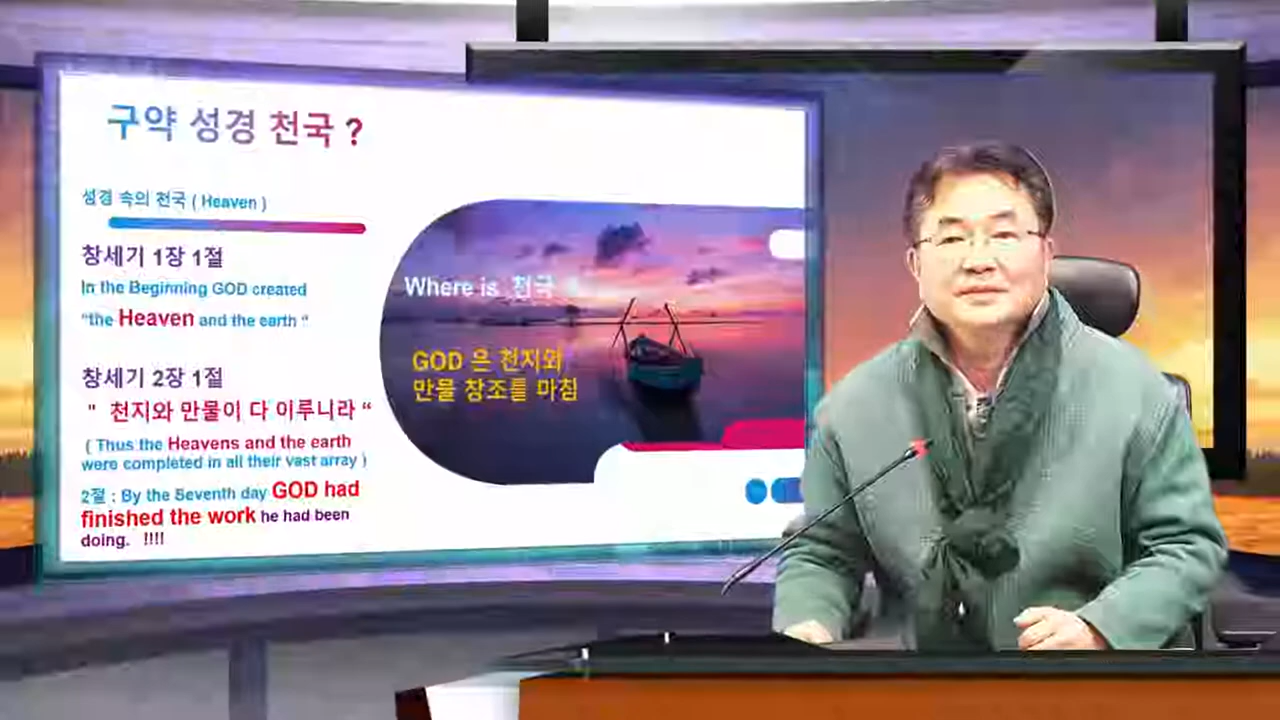 구약 성경 천국 ?
성경 속의 천국 ( Heaven )
창세기 1장 1절
In the Beginning GOD created
"the Heaven and the earth "
창세기 2장 1절
" 천지와 만물이 다 이루니라 "
( Thus the Heavens and the earth
were completed in all their vast array )
2절 : By the Seventh day GOD had
finished the work he had been
doing. !!!!
Where is 천국
GOD 은 천지와
만물 창조를 마침